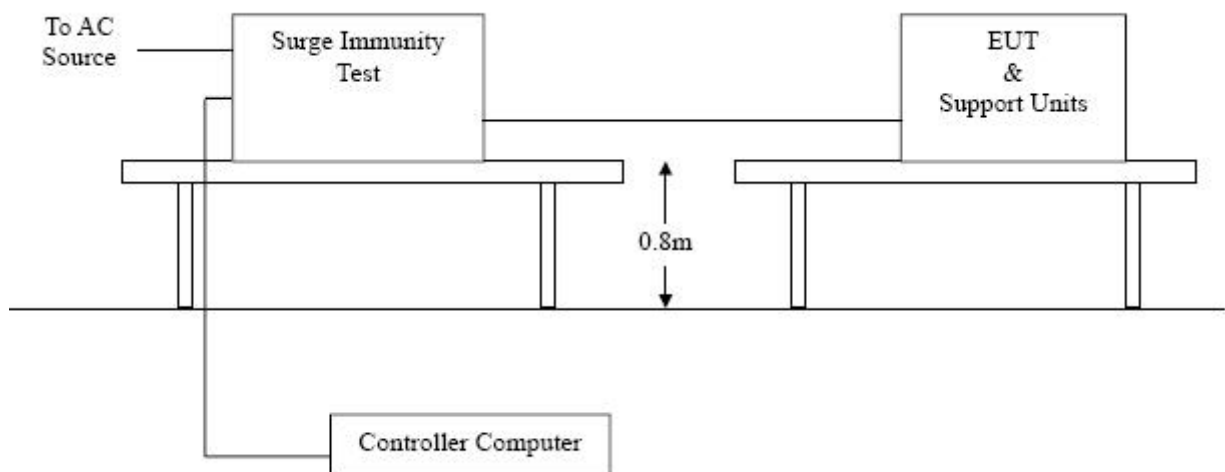 To AC
Source
Surge Immunity
Test
EUT
&
Support Units
0.8m
Controller Computer